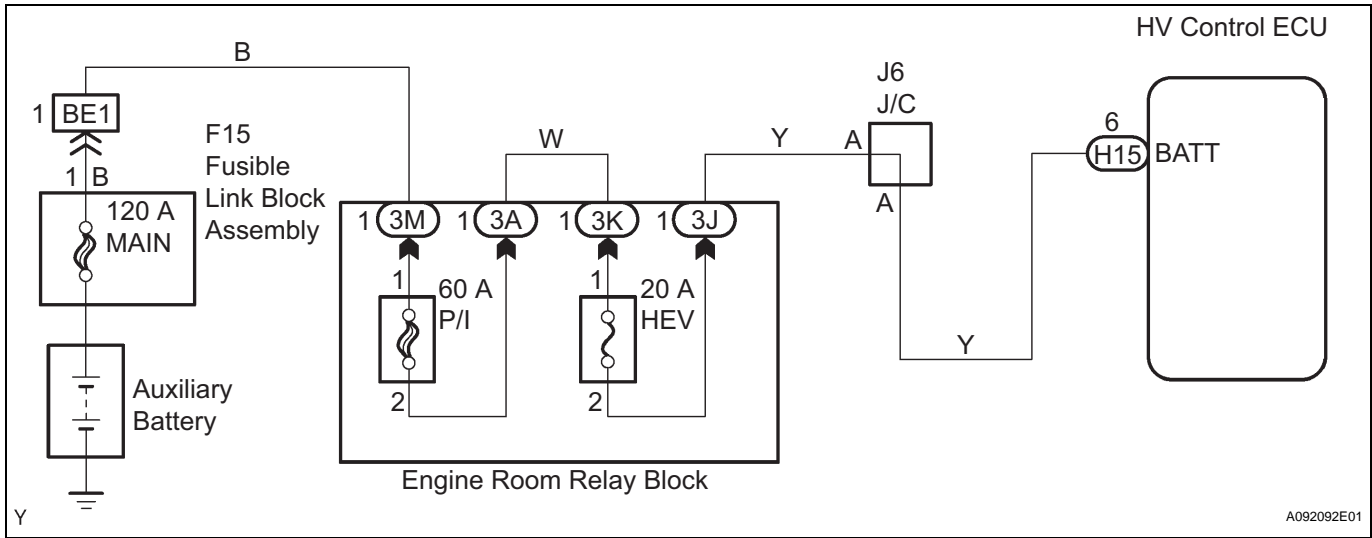 HV Control ECU
B
J6
J/C
1 BE1
F15
Fusible
Link Block
Assembly
W
Y
A
6
H15 BATT
1 B
120 A
MAIN
A
1 3M
1 3A
1 3K
1 3J
1
60 A
P/I
1
20 A
HEV
Y
2
2
Auxiliary
Battery
Engine Room Relay Block
Y
A092092E01